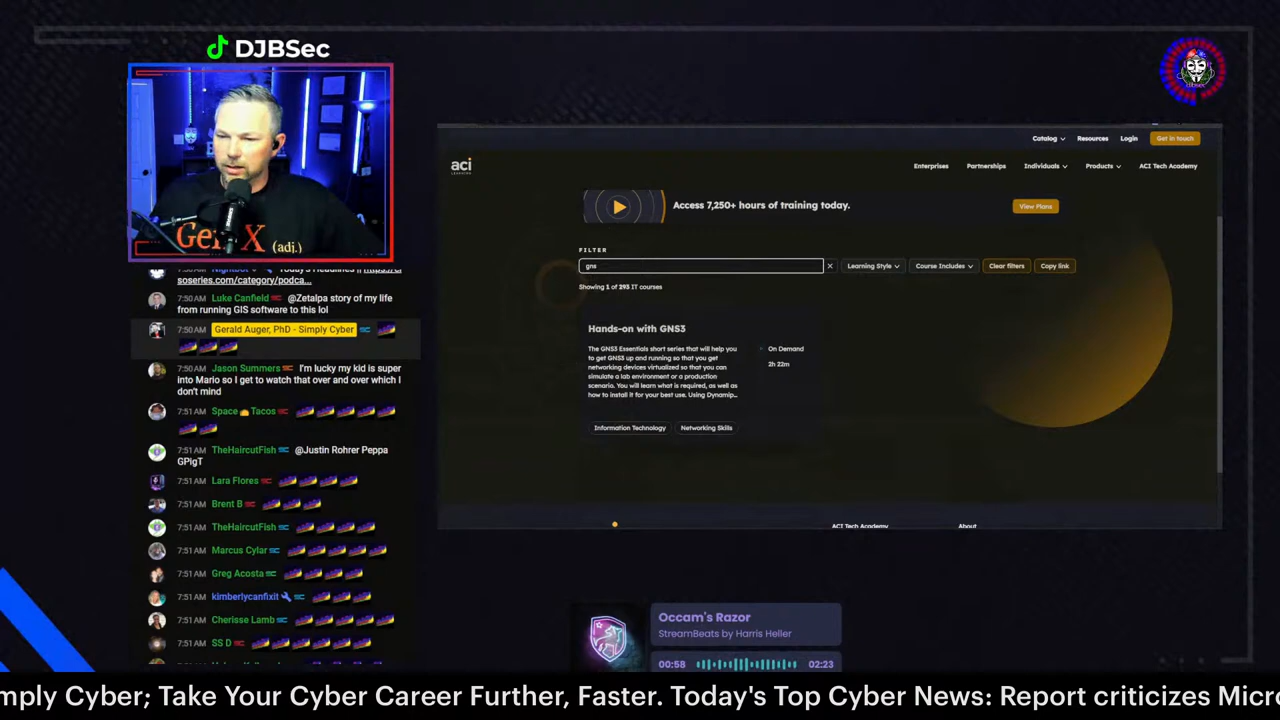 DJBSec
Gen X (adj.)
Today's Headlines || https://ci
soseries.com/category/podca...
7:50 AM Luke Canfield @Zetalpa story of my life
from running GIS software to this lol
7:50 AM Gerald Auger, PhD - Simply Cyber
7:50 AM Jason Summers I'm lucky my kid is super
into Mario so I get to watch that over and over which I
don't mind
7:51 AM Space Tacos
7:51 AM TheHaircutFish @Justin Rohrer Peppa
GPigT
7:51 AM Lara Flores
7:51 AM Brent B
7:51 AM TheHaircutFish
7:51 AM Marcus Cylar
7:51 AM Greg Acosta
7:51 AM kimberlycanfixit
7:51 AM Cherisse Lamb
7:51 AM SS D
Catalog Resources Login Get in touch
aci
LEARNING
Enterprises Partnerships Individuals Products ACI Tech Academy
Access 7,250+ hours of training today. View Plans
FILTER
gns Learning Style Course Includes Clear filters Copy link
Showing 1 of 293 IT courses
Hands-on with GNS3
The GNS3 Essentials short series that will help you
to get GNS3 up and running so that you get
networking devices virtualized so that you can
simulate a lab environment or a production
scenario. You will learn what is required, as well as
how to install it for your best use. Using Dynamip...
On Demand
2h 22m
Information Technology Networking Skills
ACI Tech Academy About
Occam's Razor
StreamBeats by Harris Heller
00:58 02:23
mply Cyber; Take Your Cyber Career Further, Faster. Today's Top Cyber News: Report criticizes Micro